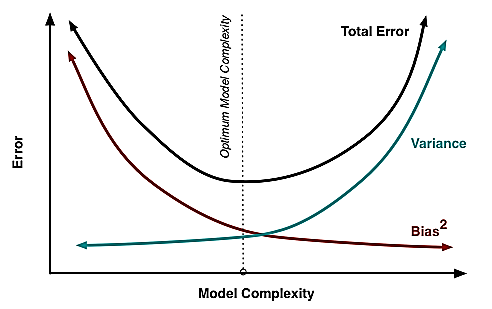 Total Error
Optimum Model Complexity
Error
Variance
Bias²
Model Complexity